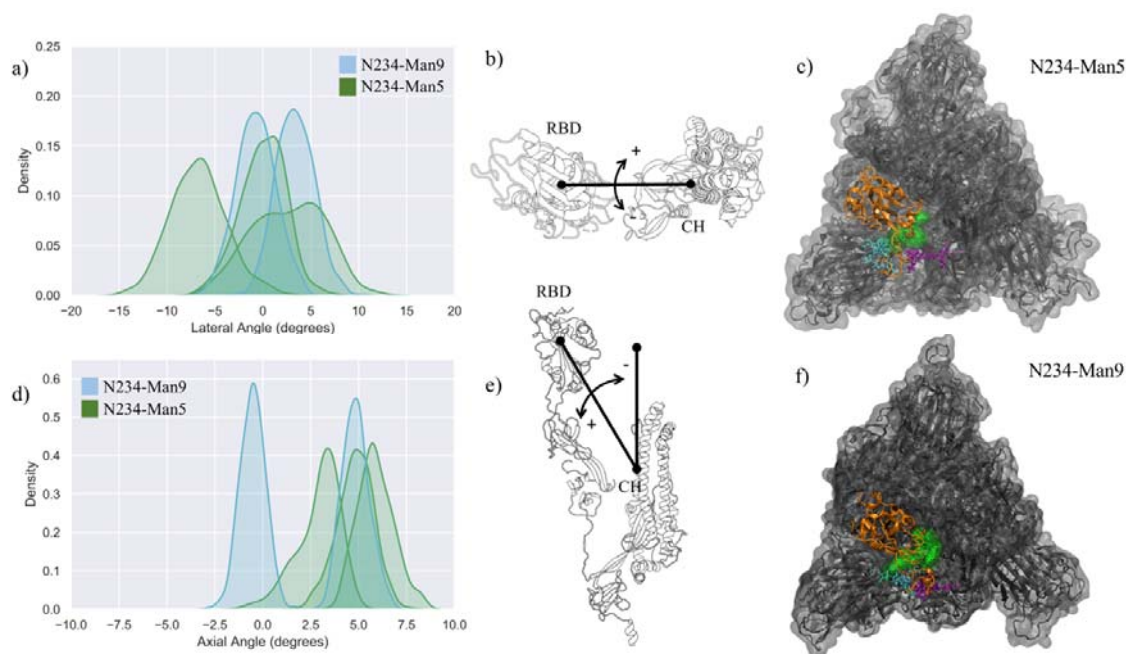 a)
0.25
0.20
0.15
0.10
0.05
0.00
Density
N234-Man9
N234-Man5
−20 −15 −10 −5 0 5 10 15 20
Lateral Angle (degrees)
b)
RBD
+
-
CH
c)
N234-Man5
d)
0.6
0.5
0.4
0.3
0.2
0.1
0.0
Density
N234-Man9
N234-Man5
−10.0 −7.5 −5.0 −2.5 0.0 2.5 5.0 7.5 10.0
Axial Angle (degrees)
e)
RBD
-
+
CH
f)
N234-Man9